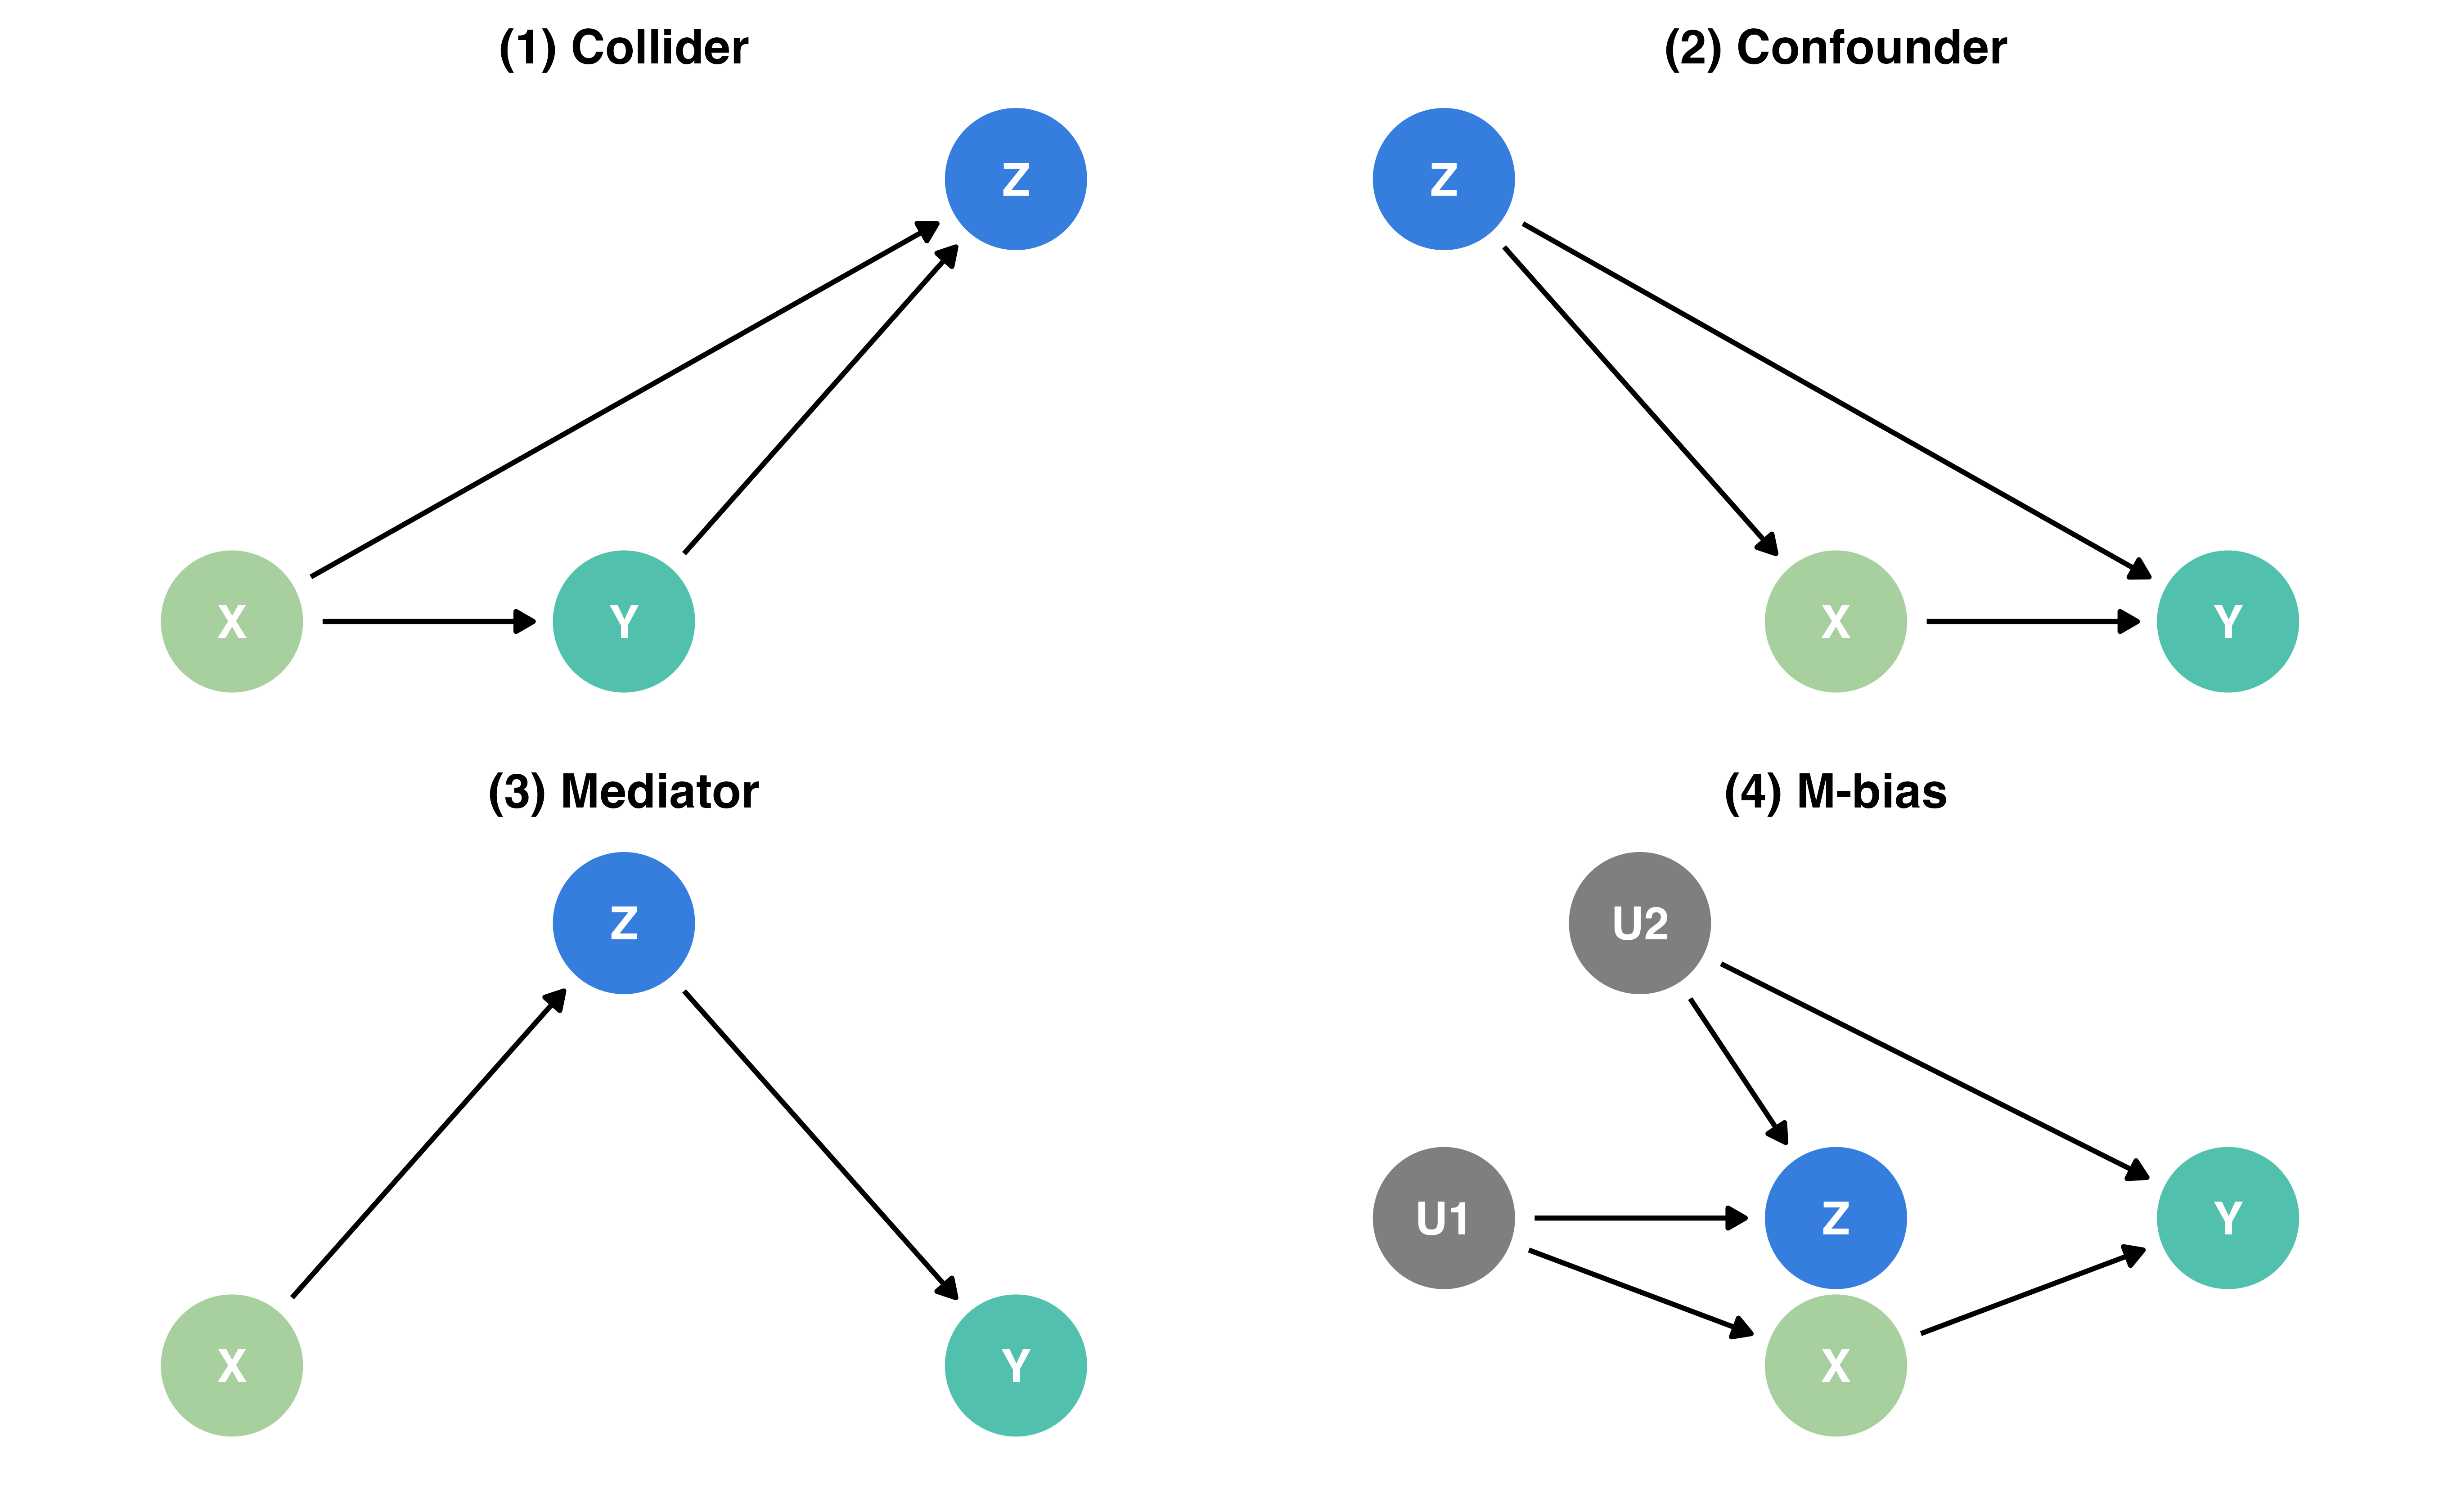 (1) Collider
Z
X
Y
(2) Confounder
Z
X
Y
(3) Mediator
Z
X
Y
(4) M-bias
U2
U1
Z
Y
X